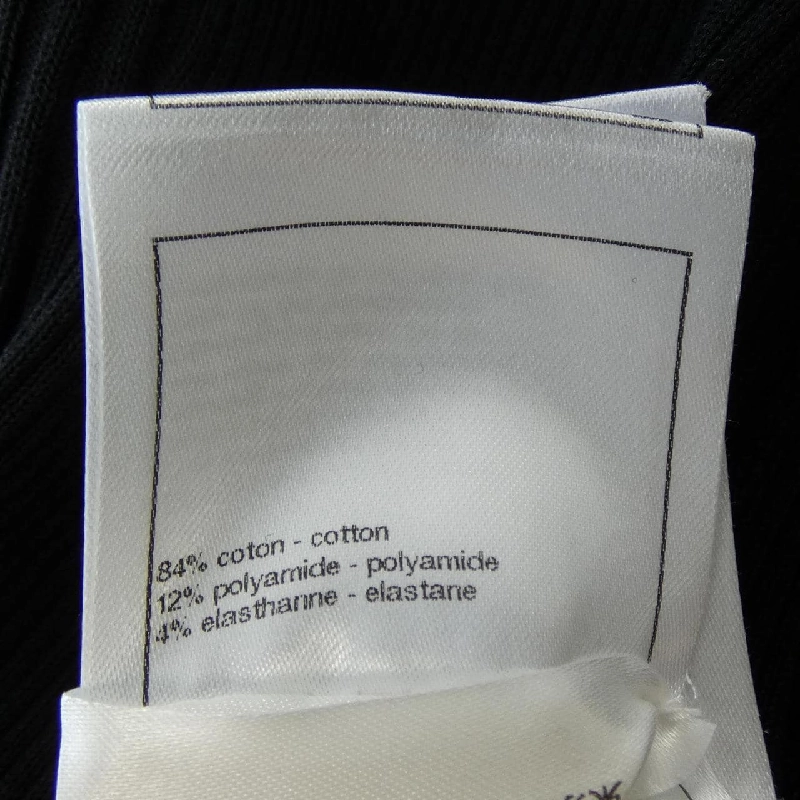 84% coton - cotton
12% polyamide - polyamide
4% elasthanne - elastane